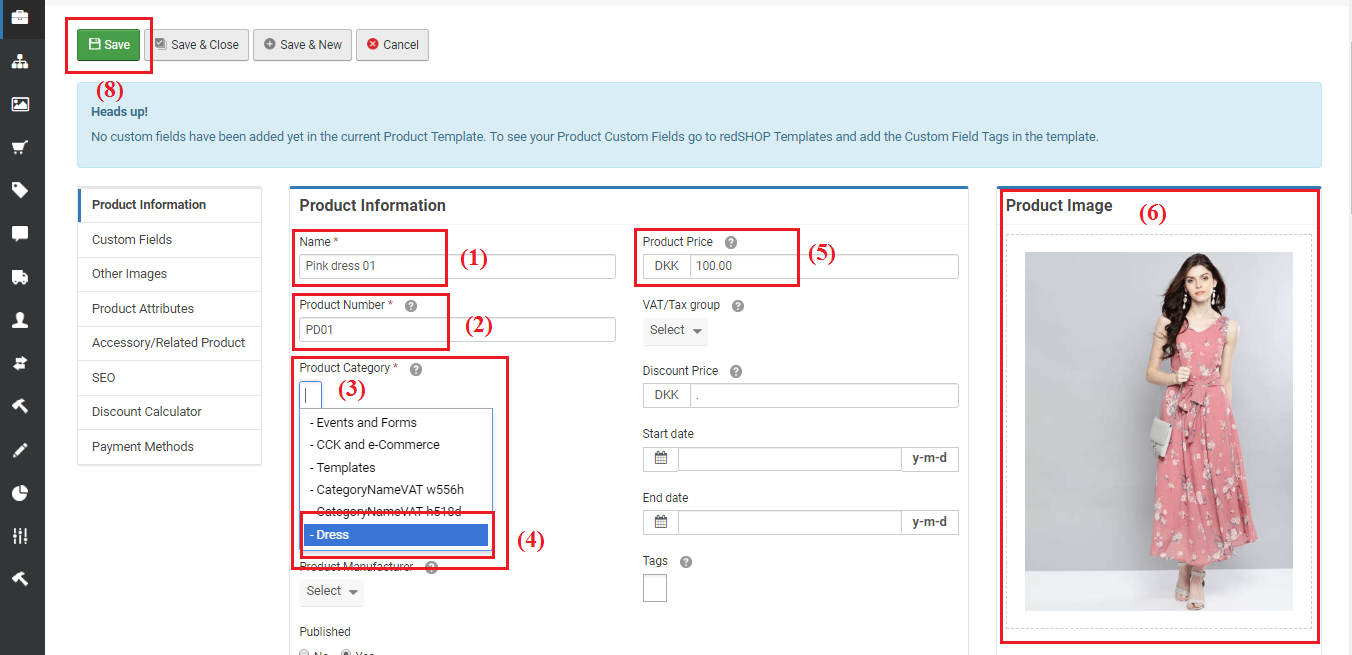 Save
Save & Close
Save & New
Cancel
(8)
Heads up!
No custom fields have been added yet in the current Product Template. To see your Product Custom Fields go to redSHOP Templates and add the Custom Field Tags in the template.
Product Information
Custom Fields
Other Images
Product Attributes
Accessory/Related Product
SEO
Discount Calculator
Payment Methods
Product Information
Name *
Pink dress 01
(1)
Product Number * ?
PD01
(2)
Product Category * ?
(3)
- Events and Forms
- CCK and e-Commerce
- Templates
- CategoryNameVAT w556h
- CategoryNameVAT h518d
- Dress
(4)
Product Manufacturer ?
Select
Published
No Yes
Product Price ?
DKK 100.00
(5)
VAT/Tax group ?
Select
Discount Price ?
DKK .
Start date
y-m-d
End date
y-m-d
Tags ?
Product Image
(6)